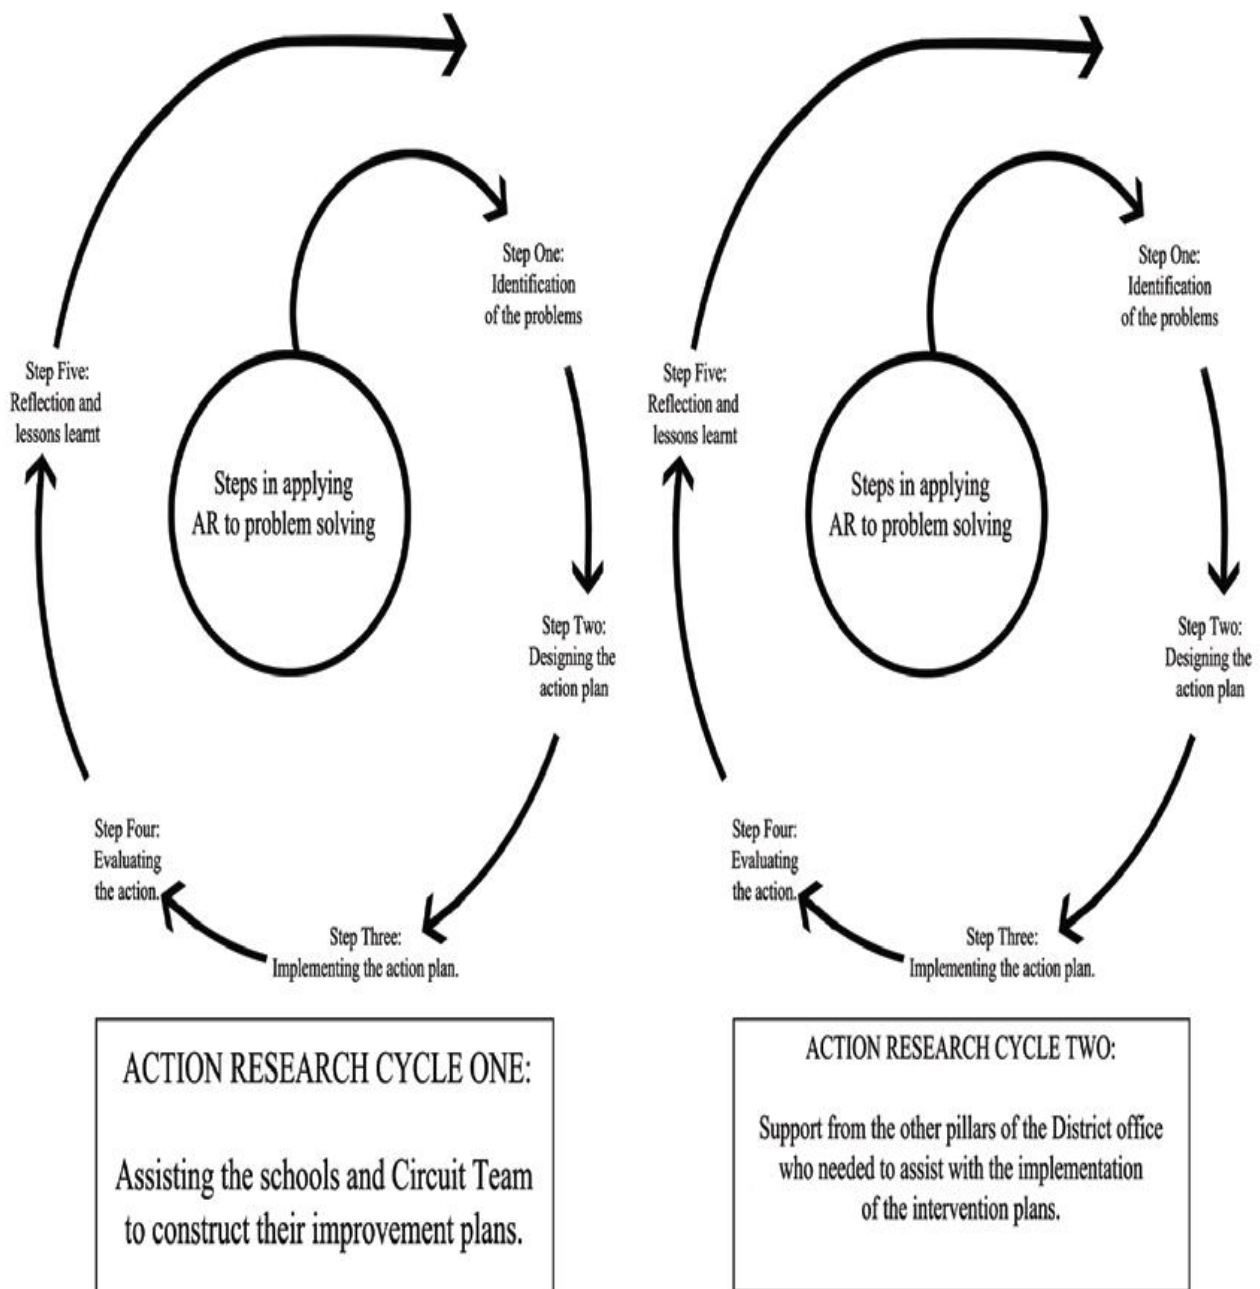 Step One:
Identification
of the problems
Step Five:
Reflection and
lessons learnt
Steps in applying
AR to problem solving
Step Two:
Designing the
action plan
Step Four:
Evaluating
the action.
Step Three:
Implementing the action plan.
ACTION RESEARCH CYCLE ONE:
Assisting the schools and Circuit Team
to construct their improvement plans.
Step One:
Identification
of the problems
Step Five:
Reflection and
lessons learnt
Steps in applying
AR to problem solving
Step Two:
Designing the
action plan
Step Four:
Evaluating
the action.
Step Three:
Implementing the action plan.
ACTION RESEARCH CYCLE TWO:
Support from the other pillars of the District office
who needed to assist with the implementation
of the intervention plans.